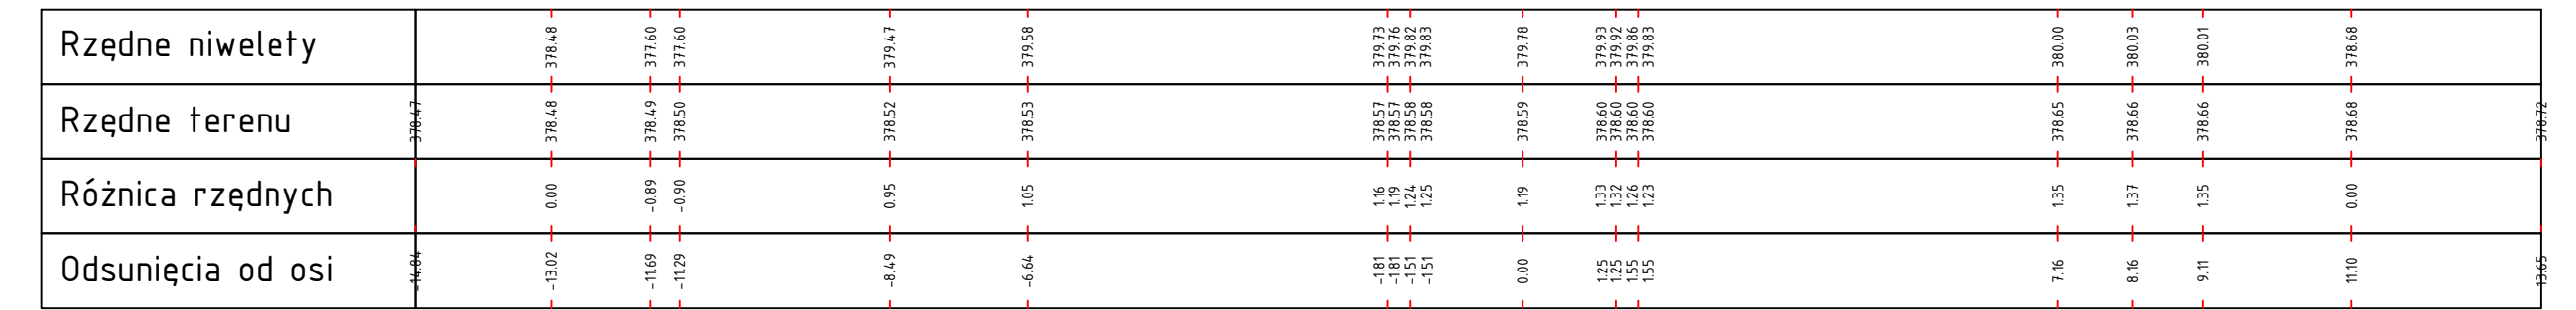 Rzędne niwelety 378.48 377.60 377.60 379.47 379.58 379.73 379.76 379.82 379.83 379.78 379.93 379.92 379.86 379.83 380.00 380.03 380.01 378.68
Rzędne terenu 378.47 378.48 378.49 378.50 378.52 378.53 378.57 378.57 378.58 378.58 378.59 378.60 378.60 378.60 378.60 378.65 378.66 378.66 378.68 378.72
Różnica rzędnych 0.00 -0.89 -0.90 0.95 1.05 1.16 1.19 1.24 1.25 1.19 1.33 1.32 1.26 1.23 1.35 1.37 1.35 0.00
Odsunięcia od osi -14.84 -13.02 -11.69 -11.29 -8.49 -6.64 -1.81 -1.81 -1.51 -1.51 0.00 1.25 1.25 1.55 1.55 7.16 8.16 9.11 11.10 13.65